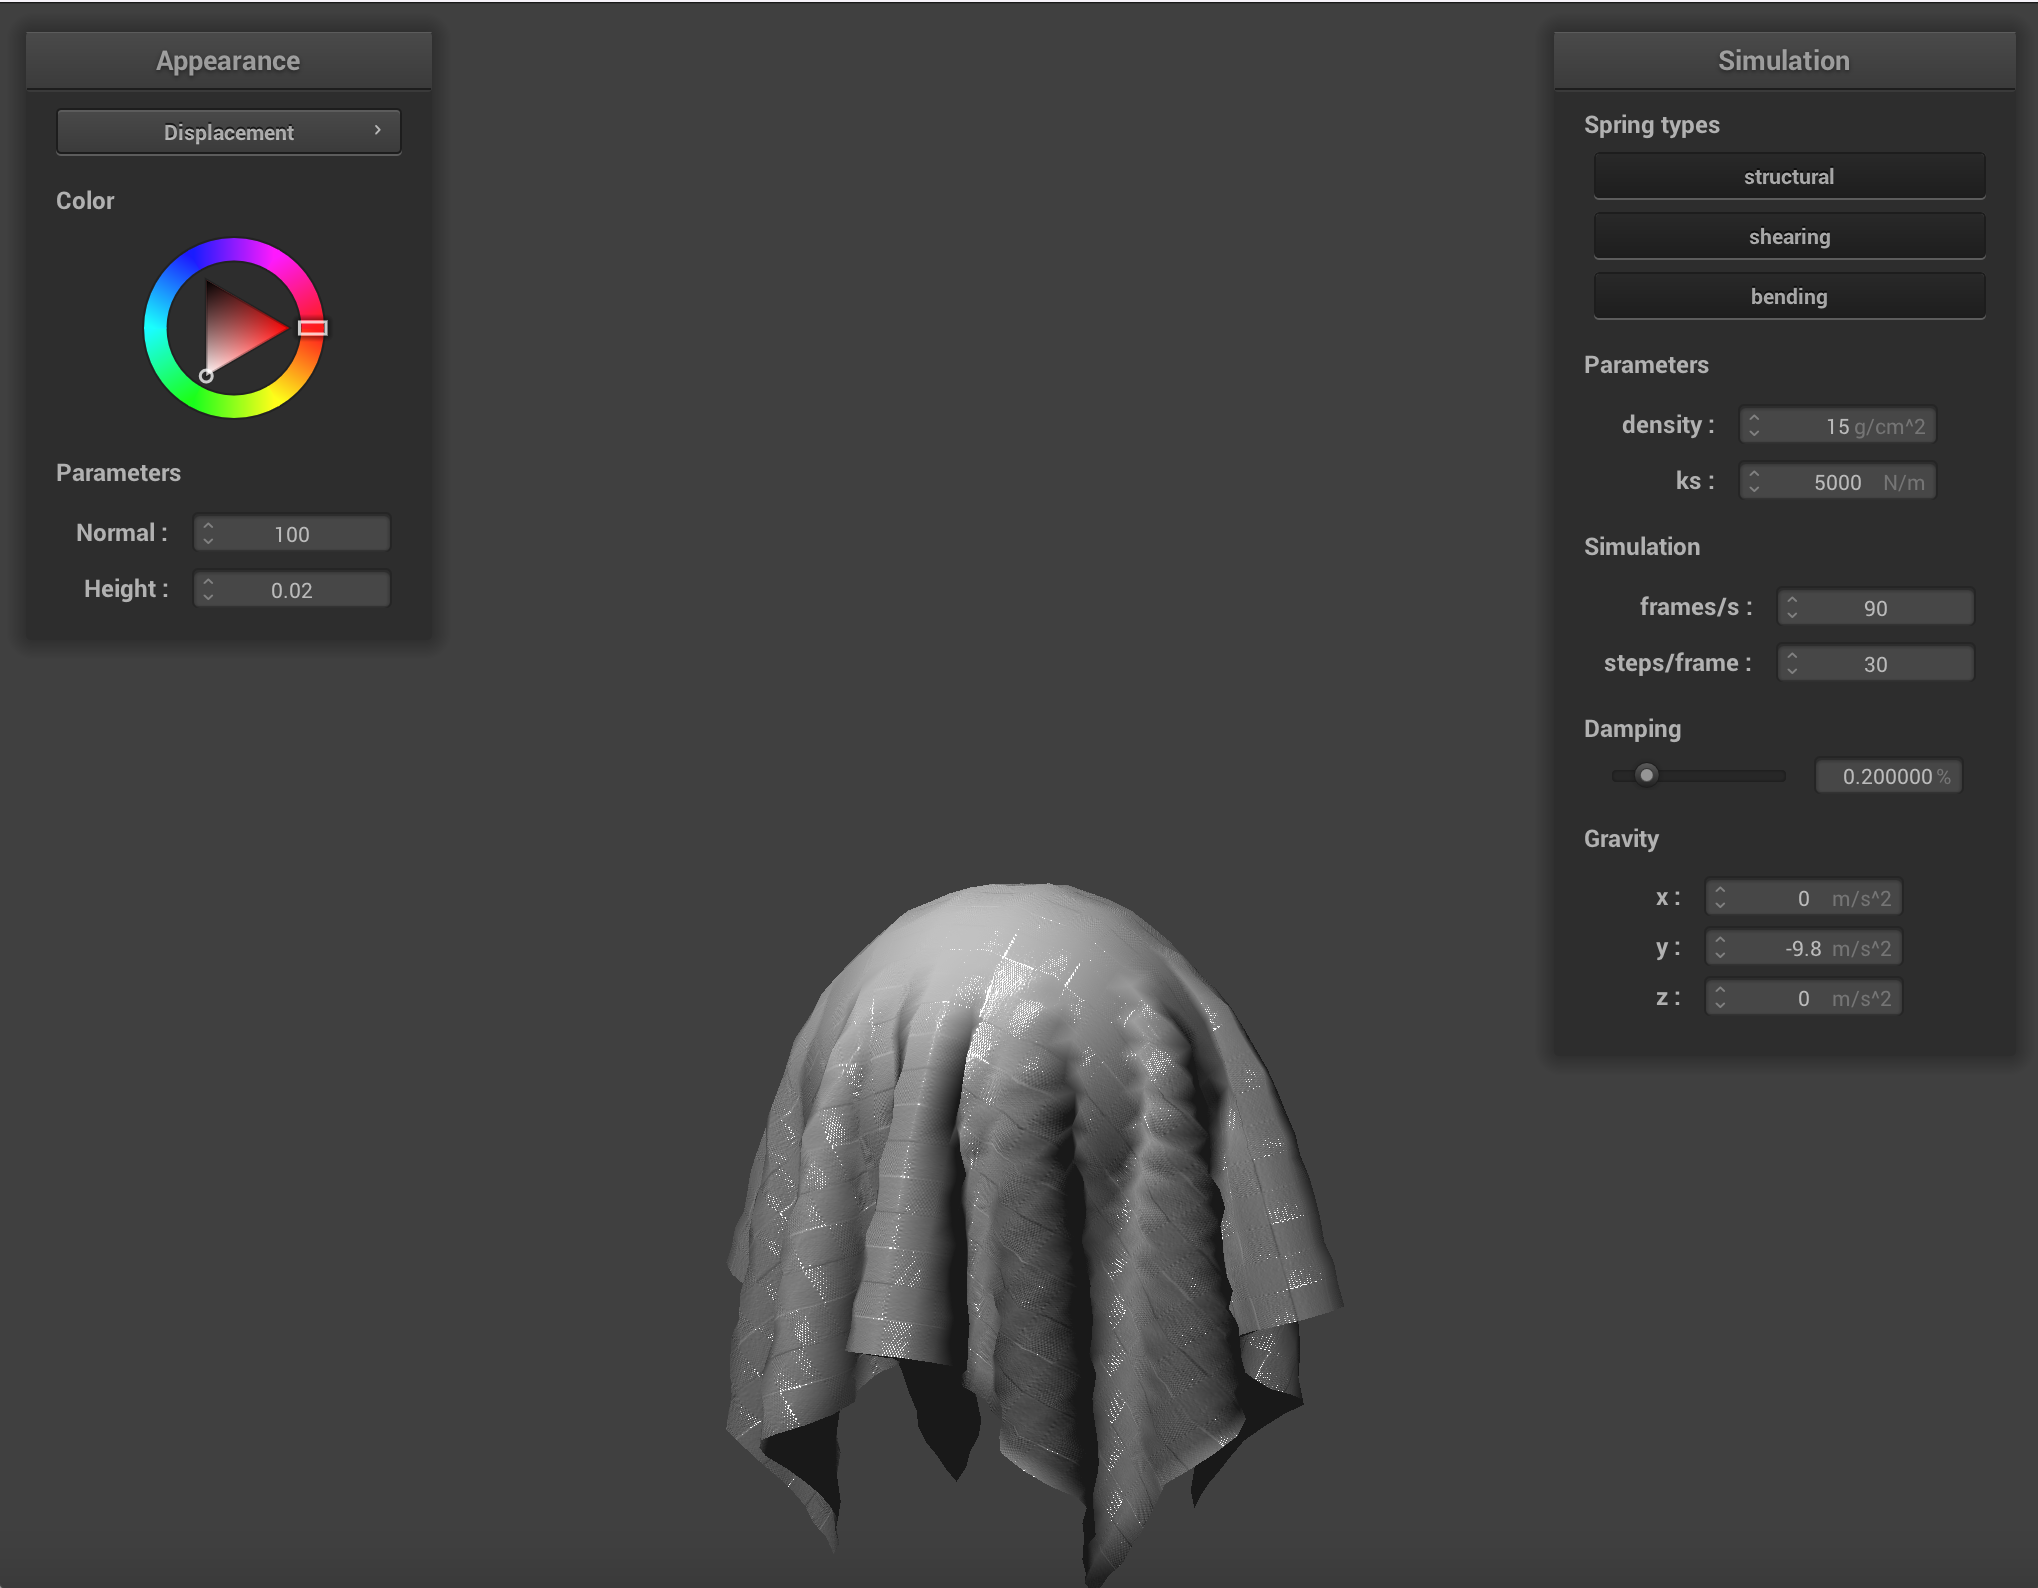 Appearance
Displacement
Color
Parameters
Normal : 100
Height : 0.02
Simulation
Spring types
structural
shearing
bending
Parameters
density : 15 g/cm^2
ks : 5000 N/m
Simulation
frames/s : 90
steps/frame : 30
Damping
0.200000 %
Gravity
x : 0 m/s^2
y : -9.8 m/s^2
z : 0 m/s^2